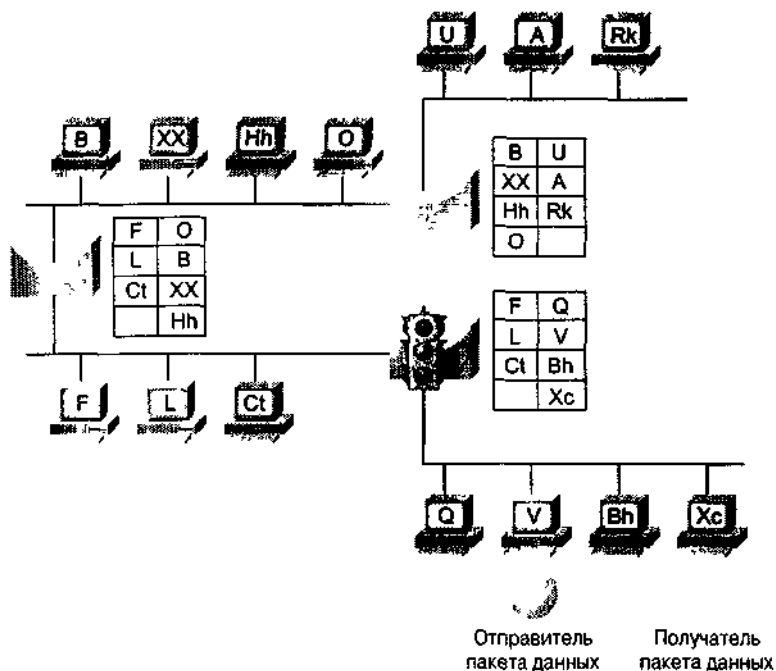 U A Rk
B XX Hh O
B U
XX A
Hh Rk
O
F O
L B
Ct XX
Hh
F Q
L V
Ct Bh
Xc
F L Ct
Q V Bh Xc
Отправитель
пакета данных
Получатель
пакета данных